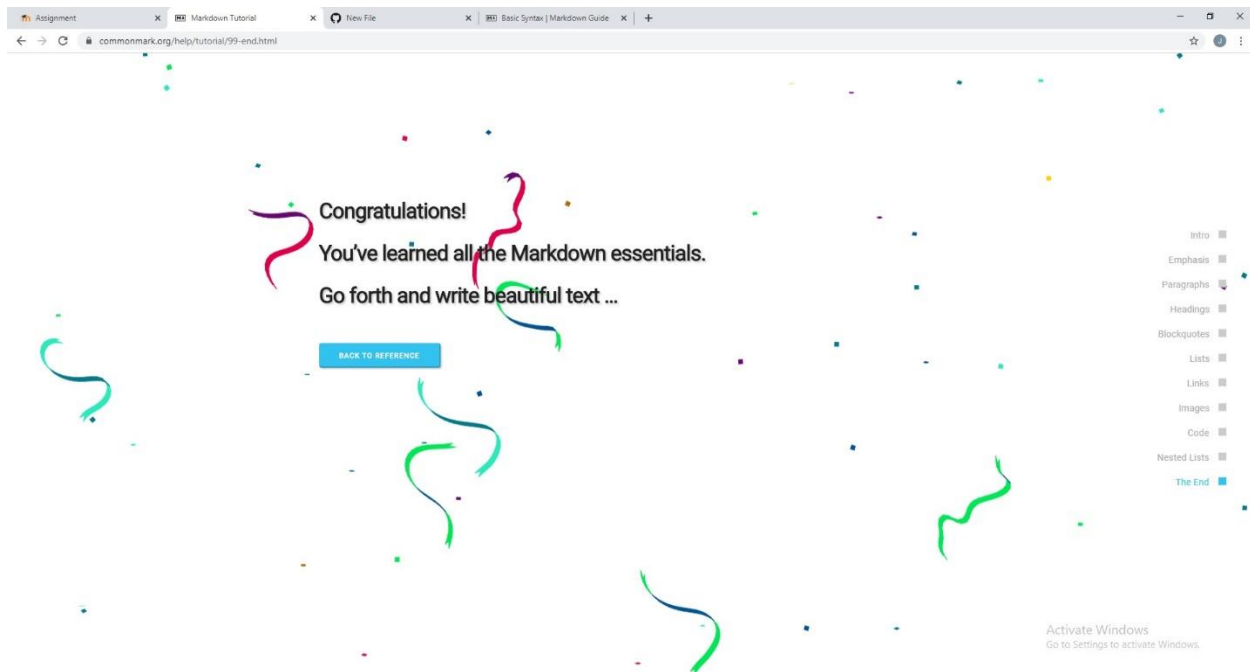 Assignment
Markdown Tutorial
New File
Basic Syntax | Markdown Guide
commonmark.org/help/tutorial/99-end.html
J
Congratulations!
You’ve learned all the Markdown essentials.
Go forth and write beautiful text ...
BACK TO REFERENCE
Intro
Emphasis
Paragraphs
Headings
Blockquotes
Lists
Links
Images
Code
Nested Lists
The End
Activate Windows
Go to Settings to activate Windows.